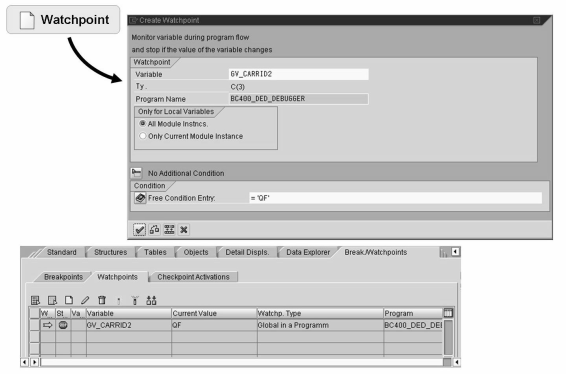 Watchpoint
Create Watchpoint
Monitor variable during program flow
and stop if the value of the variable changes
Watchpoint
Variable GV_CARRID2
Ty. C(3)
Program Name BC400_DED_DEBUGGER
Only for Local Variables
All Module Instncs.
Only Current Module Instance
No Additional Condition
Condition
Free Condition Entry: = 'QF'
Standard Structures Tables Objects Detail Displs. Data Explorer Break./Watchpoints
Breakpoints Watchpoints Checkpoint Activations
W St Va Variable Current Value Watchp. Type Program
GV_CARRID2 QF Global in a Programm BC400_DED_DEI